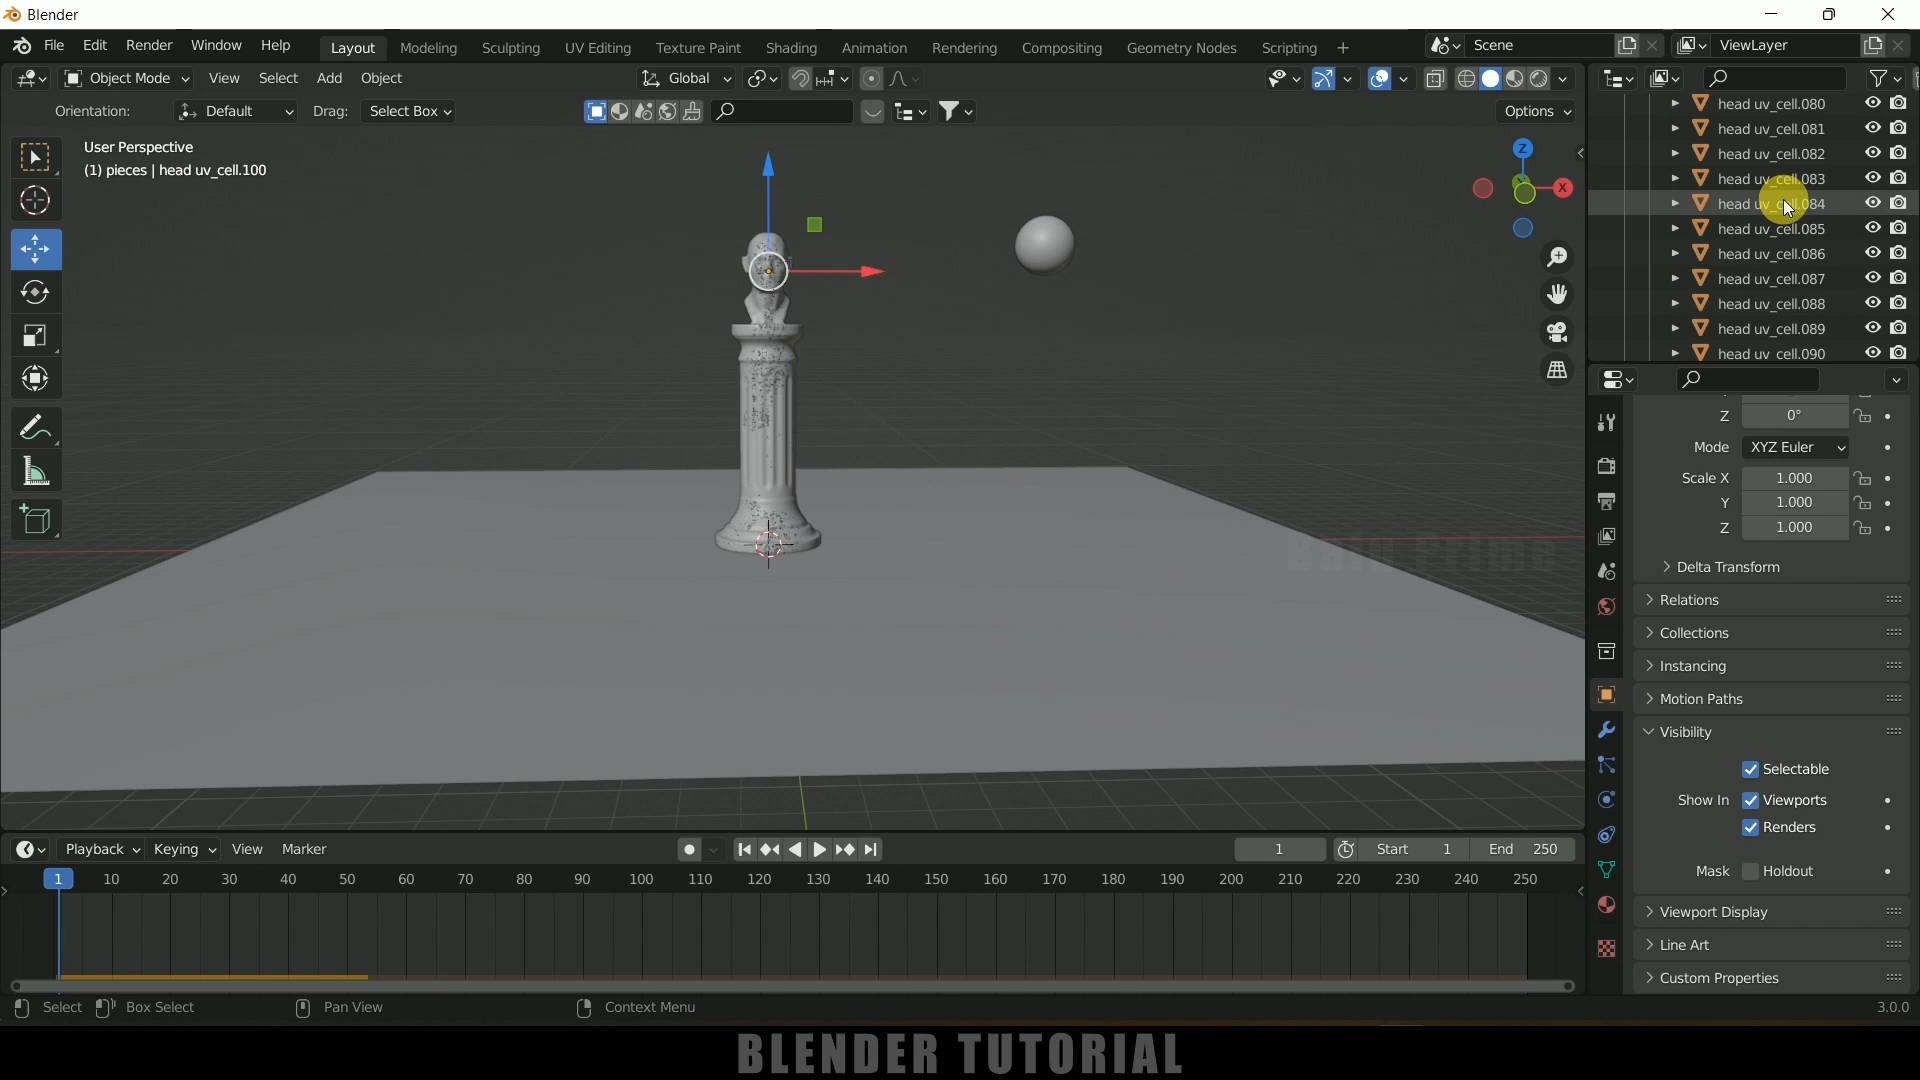 Blender
File Edit Render Window Help Layout Modeling Sculpting UV Editing Texture Paint Shading Animation Rendering Compositing Geometry Nodes Scripting + Scene ViewLayer
Object Mode View Select Add Object Global
Orientation: Default Drag: Select Box Options
User Perspective
(1) pieces | head uv_cell.100
Z
X
head uv_cell.080
head uv_cell.081
head uv_cell.082
head uv_cell.083
head uv_cell.084
head uv_cell.085
head uv_cell.086
head uv_cell.087
head uv_cell.088
head uv_cell.089
head uv_cell.090
Z 0°
Mode XYZ Euler
Scale X 1.000
Y 1.000
Z 1.000
Delta Transform
Relations
Collections
Instancing
Motion Paths
Visibility
Selectable
Show In Viewports
Renders
Mask Holdout
Viewport Display
Line Art
Custom Properties
Playback Keying View Marker 1 Start 1 End 250
1 10 20 30 40 50 60 70 80 90 100 110 120 130 140 150 160 170 180 190 200 210 220 230 240 250
Select Box Select Pan View Context Menu 3.0.0
BLENDER TUTORIAL